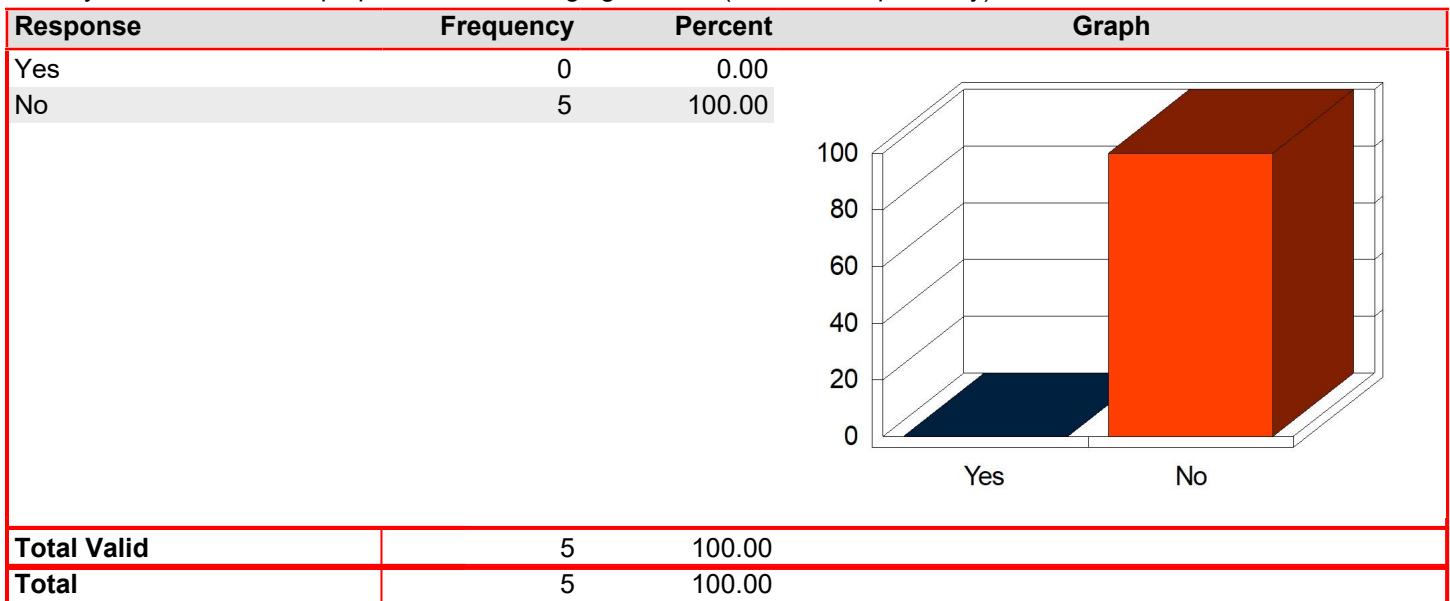 Response Frequency Percent Graph
Yes 0 0.00
No 5 100.00
100
80
60
40
20
0
Yes No
Total Valid 5 100.00
Total 5 100.00